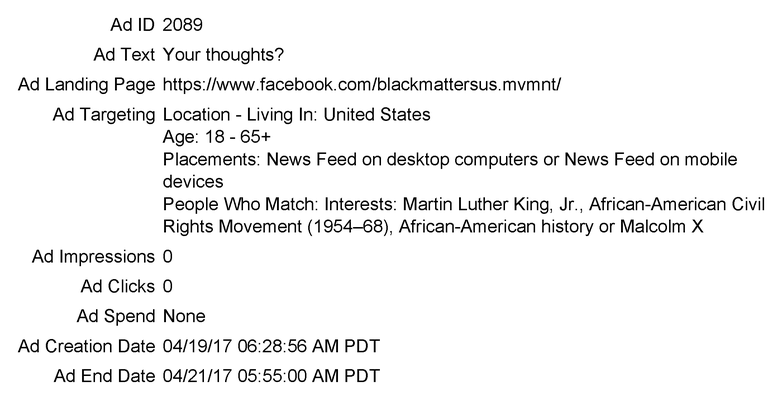 Ad ID 2089
Ad Text Your thoughts?
Ad Landing Page https://www.facebook.com/blackmattersus.mvmnt/
Ad Targeting Location - Living In: United States
Age: 18 - 65+
Placements: News Feed on desktop computers or News Feed on mobile
devices
People Who Match: Interests: Martin Luther King, Jr., African-American Civil
Rights Movement (1954–68), African-American history or Malcolm X
Ad Impressions 0
Ad Clicks 0
Ad Spend None
Ad Creation Date 04/19/17 06:28:56 AM PDT
Ad End Date 04/21/17 05:55:00 AM PDT